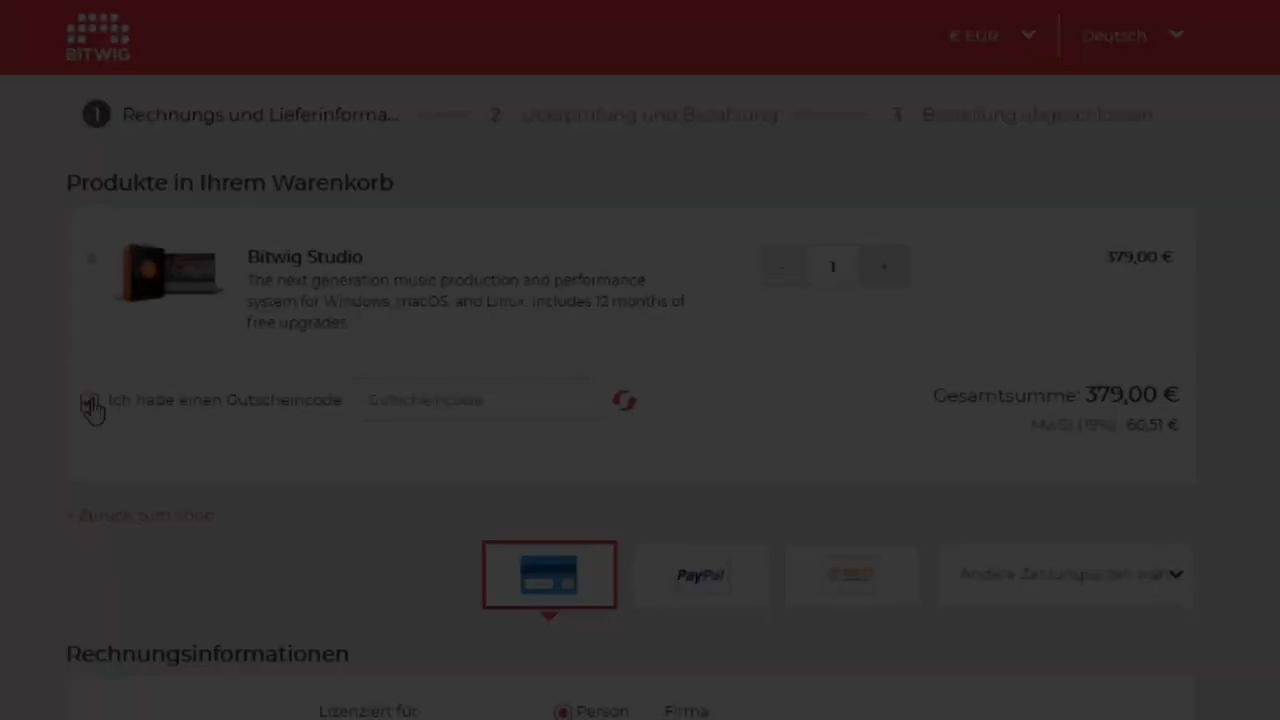 BITWIG
€ EUR
Deutsch
1 Rechnungs und Lieferinforma...
2 Überprüfung und Bezahlung
3 Bestellung abgeschlossen
Produkte in Ihrem Warenkorb
Bitwig Studio
The next generation music production and performance
system for Windows, macOS, and Linux. Includes 12 months of
free upgrades.
- 1 +
379,00 €
Ich habe einen Gutscheincode
Gutscheincode
Gesamtsumme: 379,00 €
MwSt. (19%) 60,51 €
< Zurück zum Shop
PayPal
Andere Zahlungsarten
Rechnungsinformationen
Lizenziert für:
Person
Firma